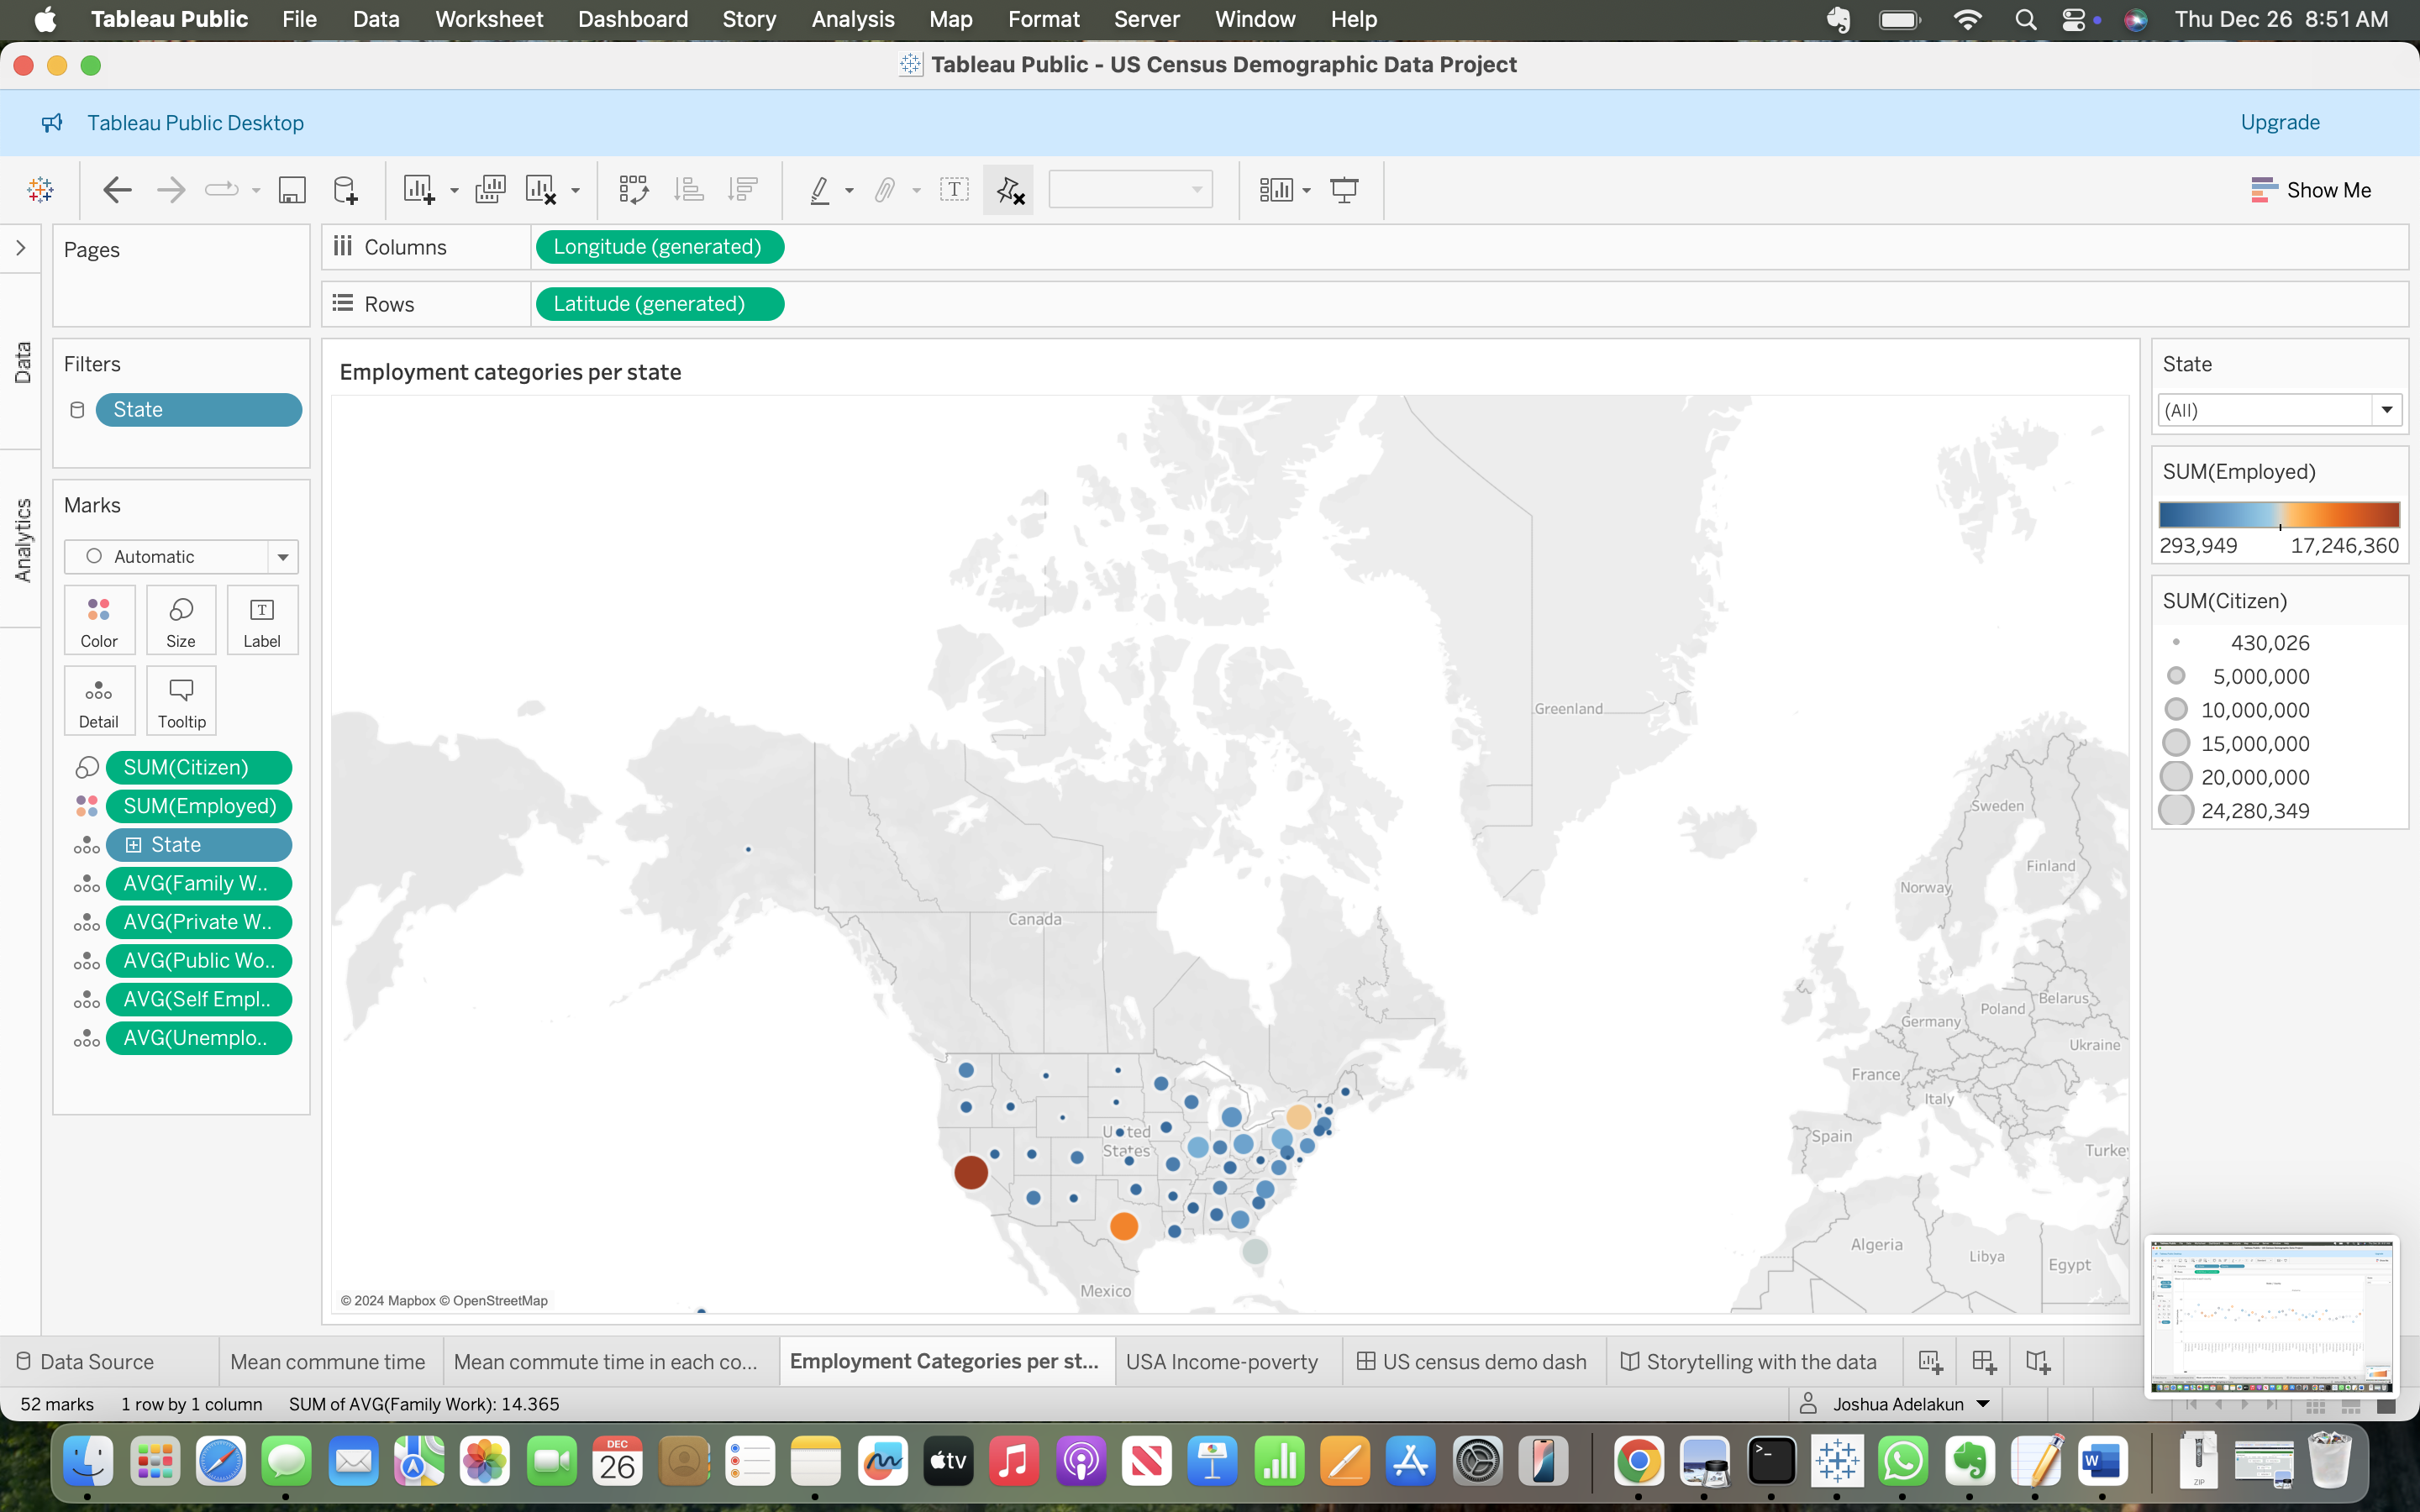 Tableau Public File Data Worksheet Dashboard Story Analysis Map Format Server Window Help Thu Dec 26 8:51 AM
Tableau Public - US Census Demographic Data Project
Tableau Public Desktop Upgrade
Show Me
Pages
Columns Longitude (generated)
Rows Latitude (generated)
Data
Analytics
Filters
State
Marks
Automatic
Color Size Label
Detail Tooltip
SUM(Citizen)
SUM(Employed)
State
AVG(Family W..
AVG(Private W..
AVG(Public Wo..
AVG(Self Empl..
AVG(Unemplo..
Employment categories per state
Greenland
Sweden
Finland
Norway
Canada
Belarus
Poland
Germany
Ukraine
France
Italy
United
States
Spain
Turke
Algeria
Libya
Egypt
Mexico
© 2024 Mapbox © OpenStreetMap
State
(All)
SUM(Employed)
293,949 17,246,360
SUM(Citizen)
430,026
5,000,000
10,000,000
15,000,000
20,000,000
24,280,349
Data Source Mean commune time Mean commute time in each co... Employment Categories per st... USA Income-poverty US census demo dash Storytelling with the data
52 marks 1 row by 1 column SUM of AVG(Family Work): 14.365 Joshua Adelakun
DEC
26
tv
W
ZIP